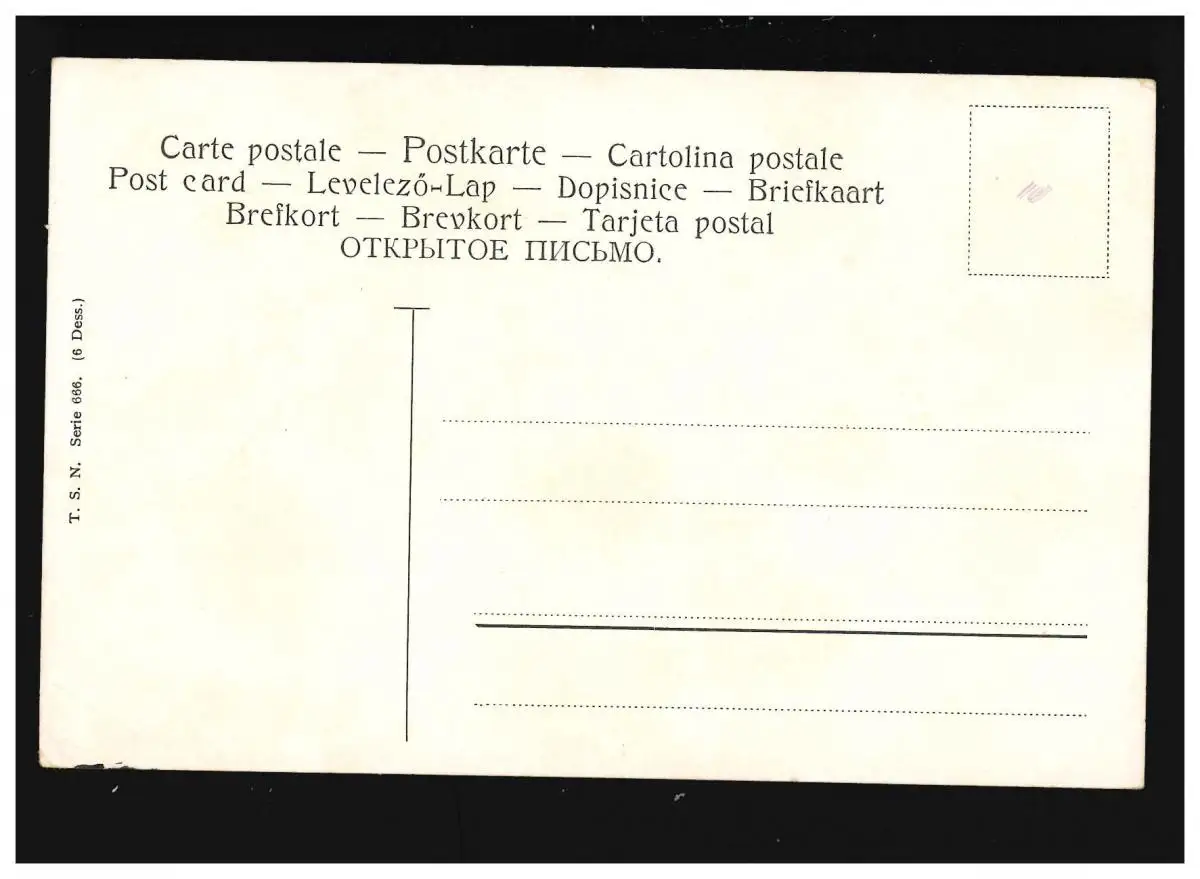 Carte postale — Postkarte — Cartolina postale
Post card — Levelező-Lap — Dopisnice — Briefkaart
Brefkort — Brevkort — Tarjeta postal
ОТКРЫТОЕ ПИСЬМО.
T. S. N. Serie 666. (6 Dess.)